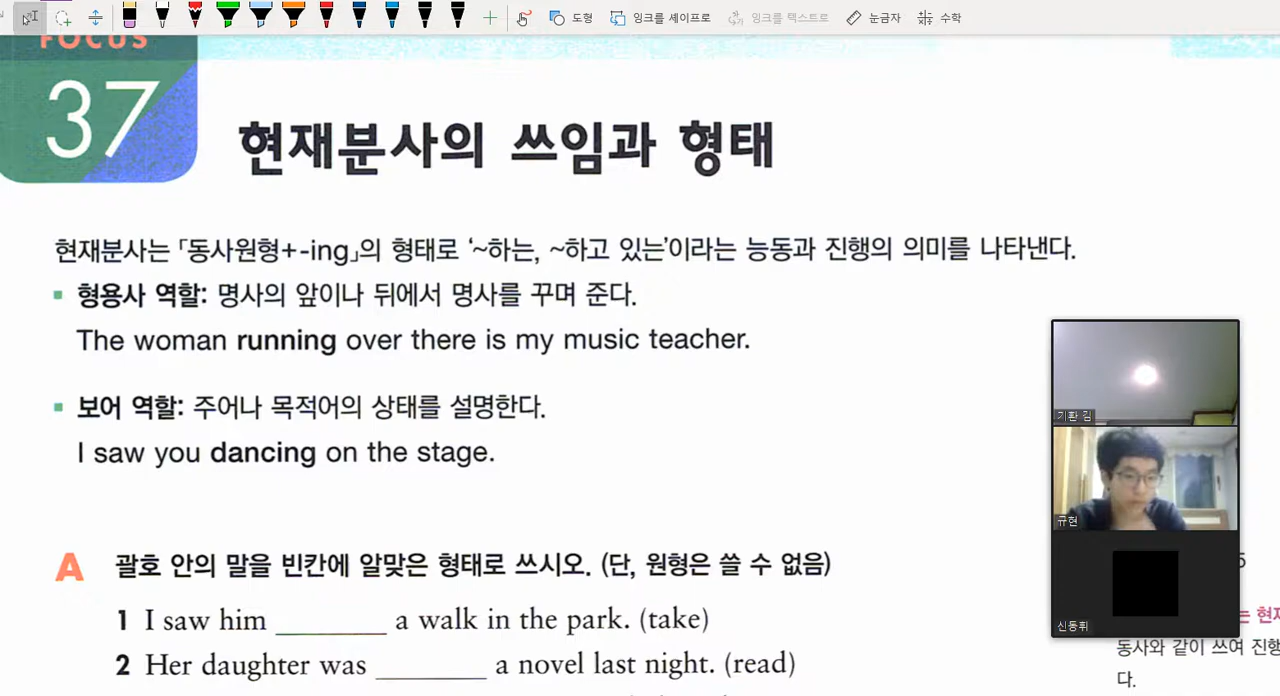 도형 잉크를 셰이프로 잉크를 텍스트로 눈금자 수학
FOCUS
37
현재분사의 쓰임과 형태
현재분사는 「동사원형+-ing」의 형태로 ‘~하는, ~하고 있는’이라는 능동과 진행의 의미를 나타낸다.
▪ 형용사 역할: 명사의 앞이나 뒤에서 명사를 꾸며 준다.
The woman running over there is my music teacher.
▪ 보어 역할: 주어나 목적어의 상태를 설명한다.
I saw you dancing on the stage.
A 괄호 안의 말을 빈칸에 알맞은 형태로 쓰시오. (단, 원형은 쓸 수 없음)
1 I saw him ________ a walk in the park. (take)
2 Her daughter was ________ a novel last night. (read)
기환 김
규현
신동휘
5
는 현재
동사와 같이 쓰여 진행
다.